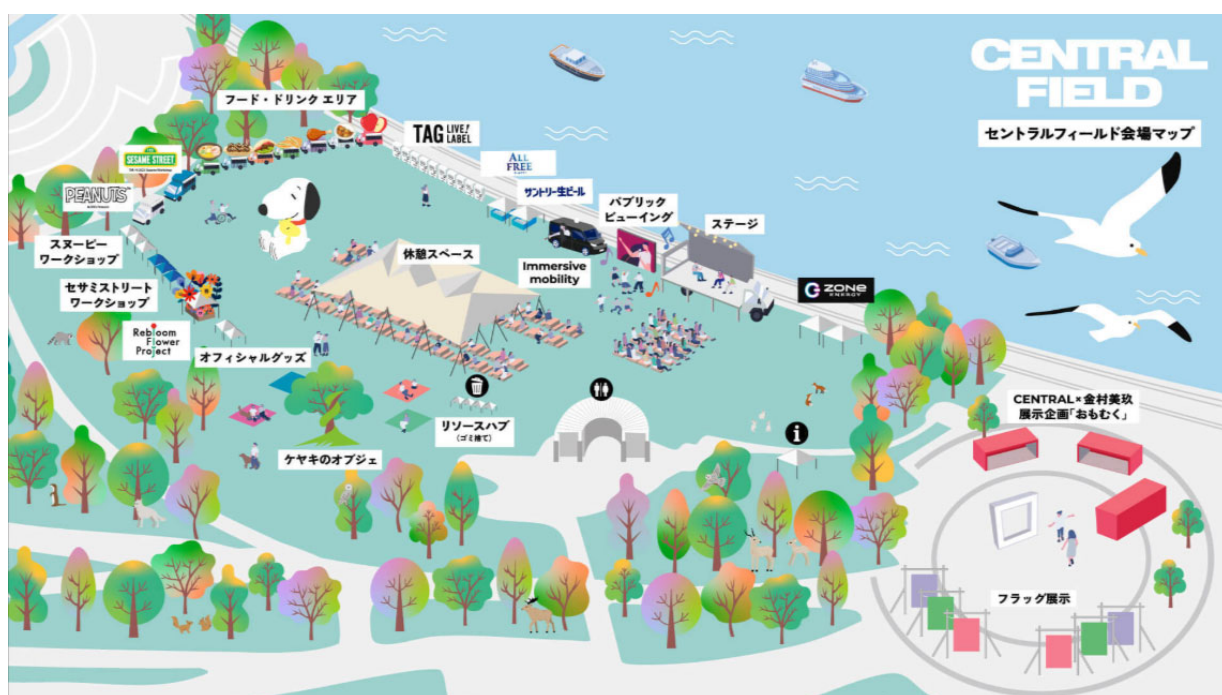 CENTRAL
FIELD
セントラルフィールド会場マップ
フード・ドリンク エリア
TAG LIVE!
LABEL
SESAME STREET
ALL
FREE
PEANUTS
サントリー生ビール
パブリック
ビューイング
ステージ
スヌーピー
ワークショップ
休憩スペース
Immersive
mobility
ZONe
ENERGY
セサミストリート
ワークショップ
Rebloom
Flower
Project
オフィシャルグッズ
CENTRAL×金村美玖
展示企画「おもむく」
リソースハブ
(ゴミ捨て)
i
ケヤキのオブジェ
フラッグ展示